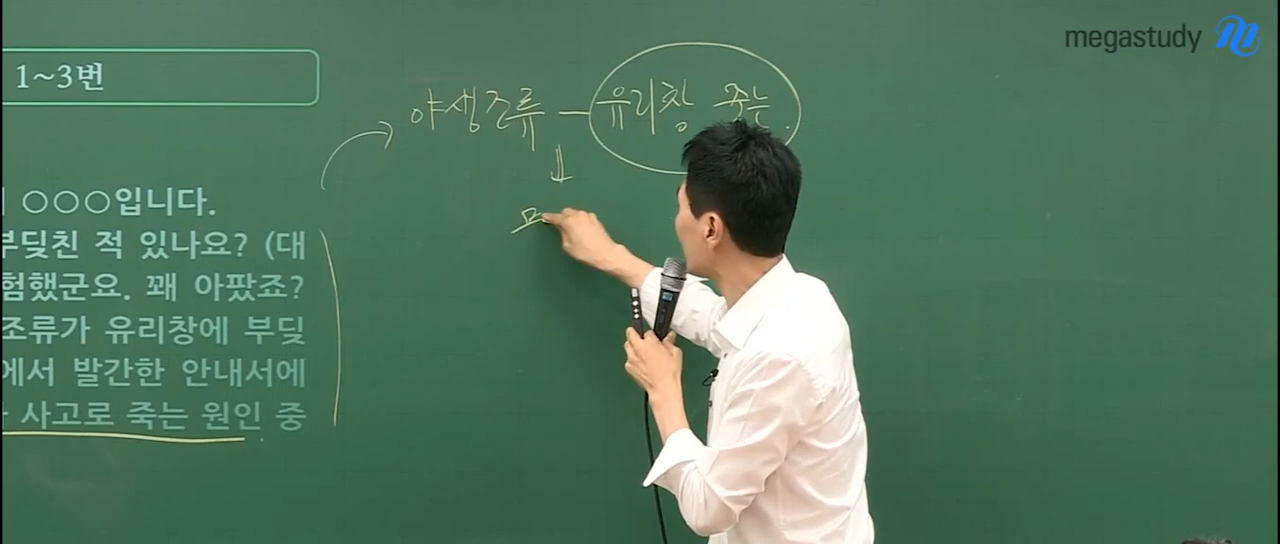 megastudy
1~3번
야생조류 - 유리창 죽는
○○○입니다.
부딪친 적 있나요? (대
험했군요. 꽤 아팠죠?
조류가 유리창에 부딪
에서 발간한 안내서에
사고로 죽는 원인 중